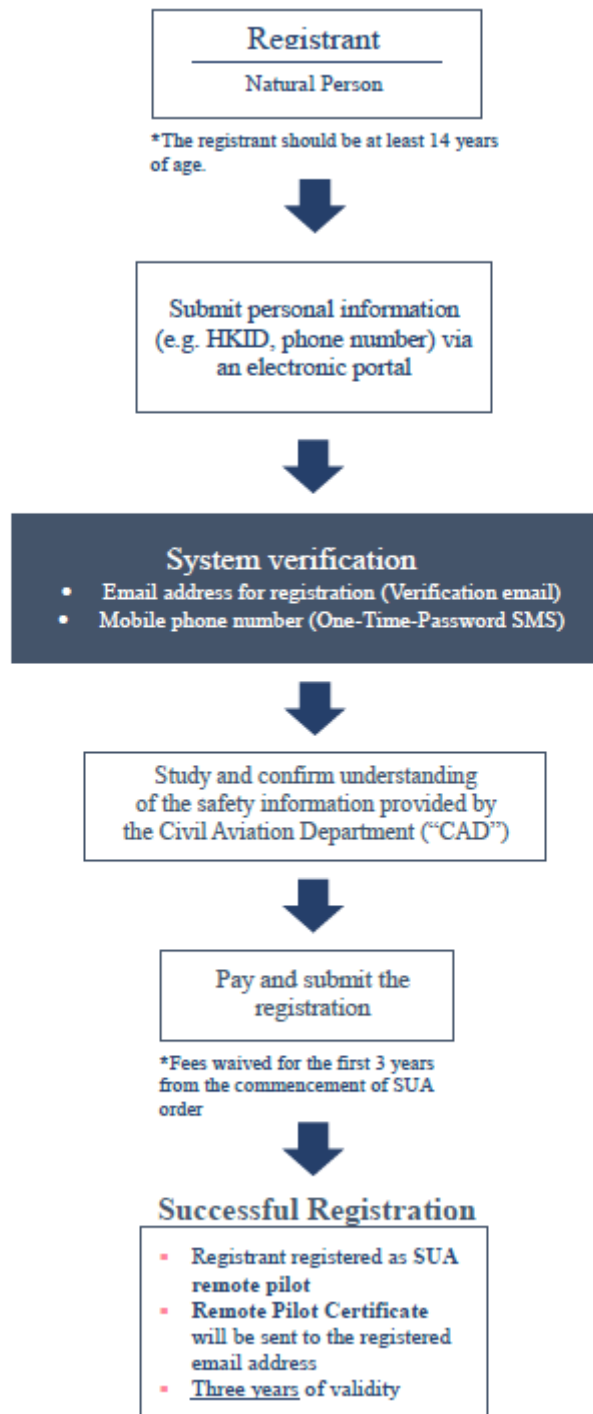 Registrant
Natural Person
*The registrant should be at least 14 years
of age.
Submit personal information
(e.g. HKID, phone number) via
an electronic portal
System verification
• Email address for registration (Verification email)
• Mobile phone number (One-Time-Password SMS)
Study and confirm understanding
of the safety information provided by
the Civil Aviation Department (“CAD”)
Pay and submit the
registration
*Fees waived for the first 3 years
from the commencement of SUA
order
Successful Registration
▪ Registrant registered as SUA
remote pilot
▪ Remote Pilot Certificate
will be sent to the registered
email address
▪ Three years of validity